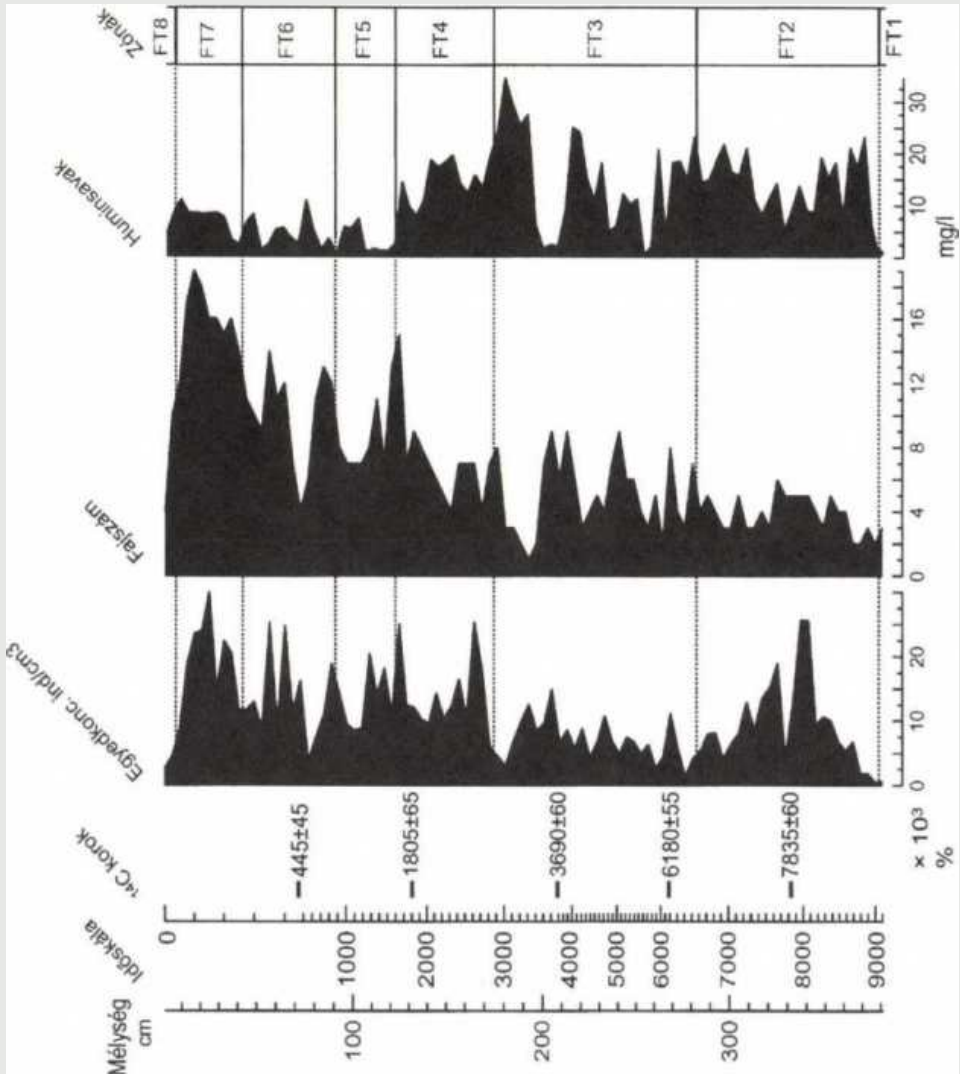 Mélység
cm
100
200
300
Időskála
0
1000
2000
3000
4000
5000
6000
7000
8000
9000
¹⁴C korok
445±45
1805±65
3690±60
6180±55
7835±60
× 10³
%
Egyedkonc. ind/cm3
0
10
20
Fajszám
0
4
8
12
16
Huminsavak
10
20
30
mg/l
Zónák
FT8
FT7
FT6
FT5
FT4
FT3
FT2
FT1